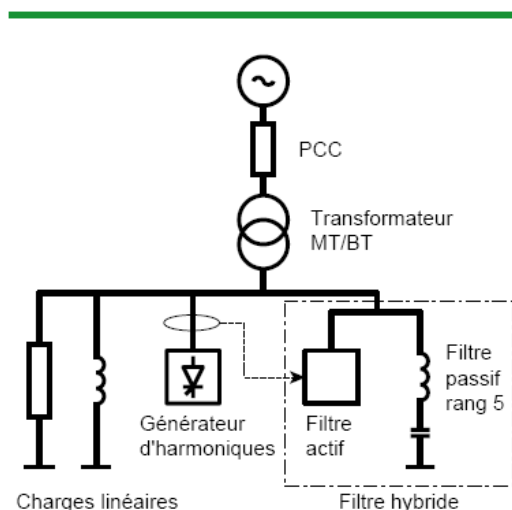 PCC
Transformateur
MT/BT
Filtre
passif
rang 5
Générateur
d'harmoniques
Filtre
actif
Charges linéaires
Filtre hybride